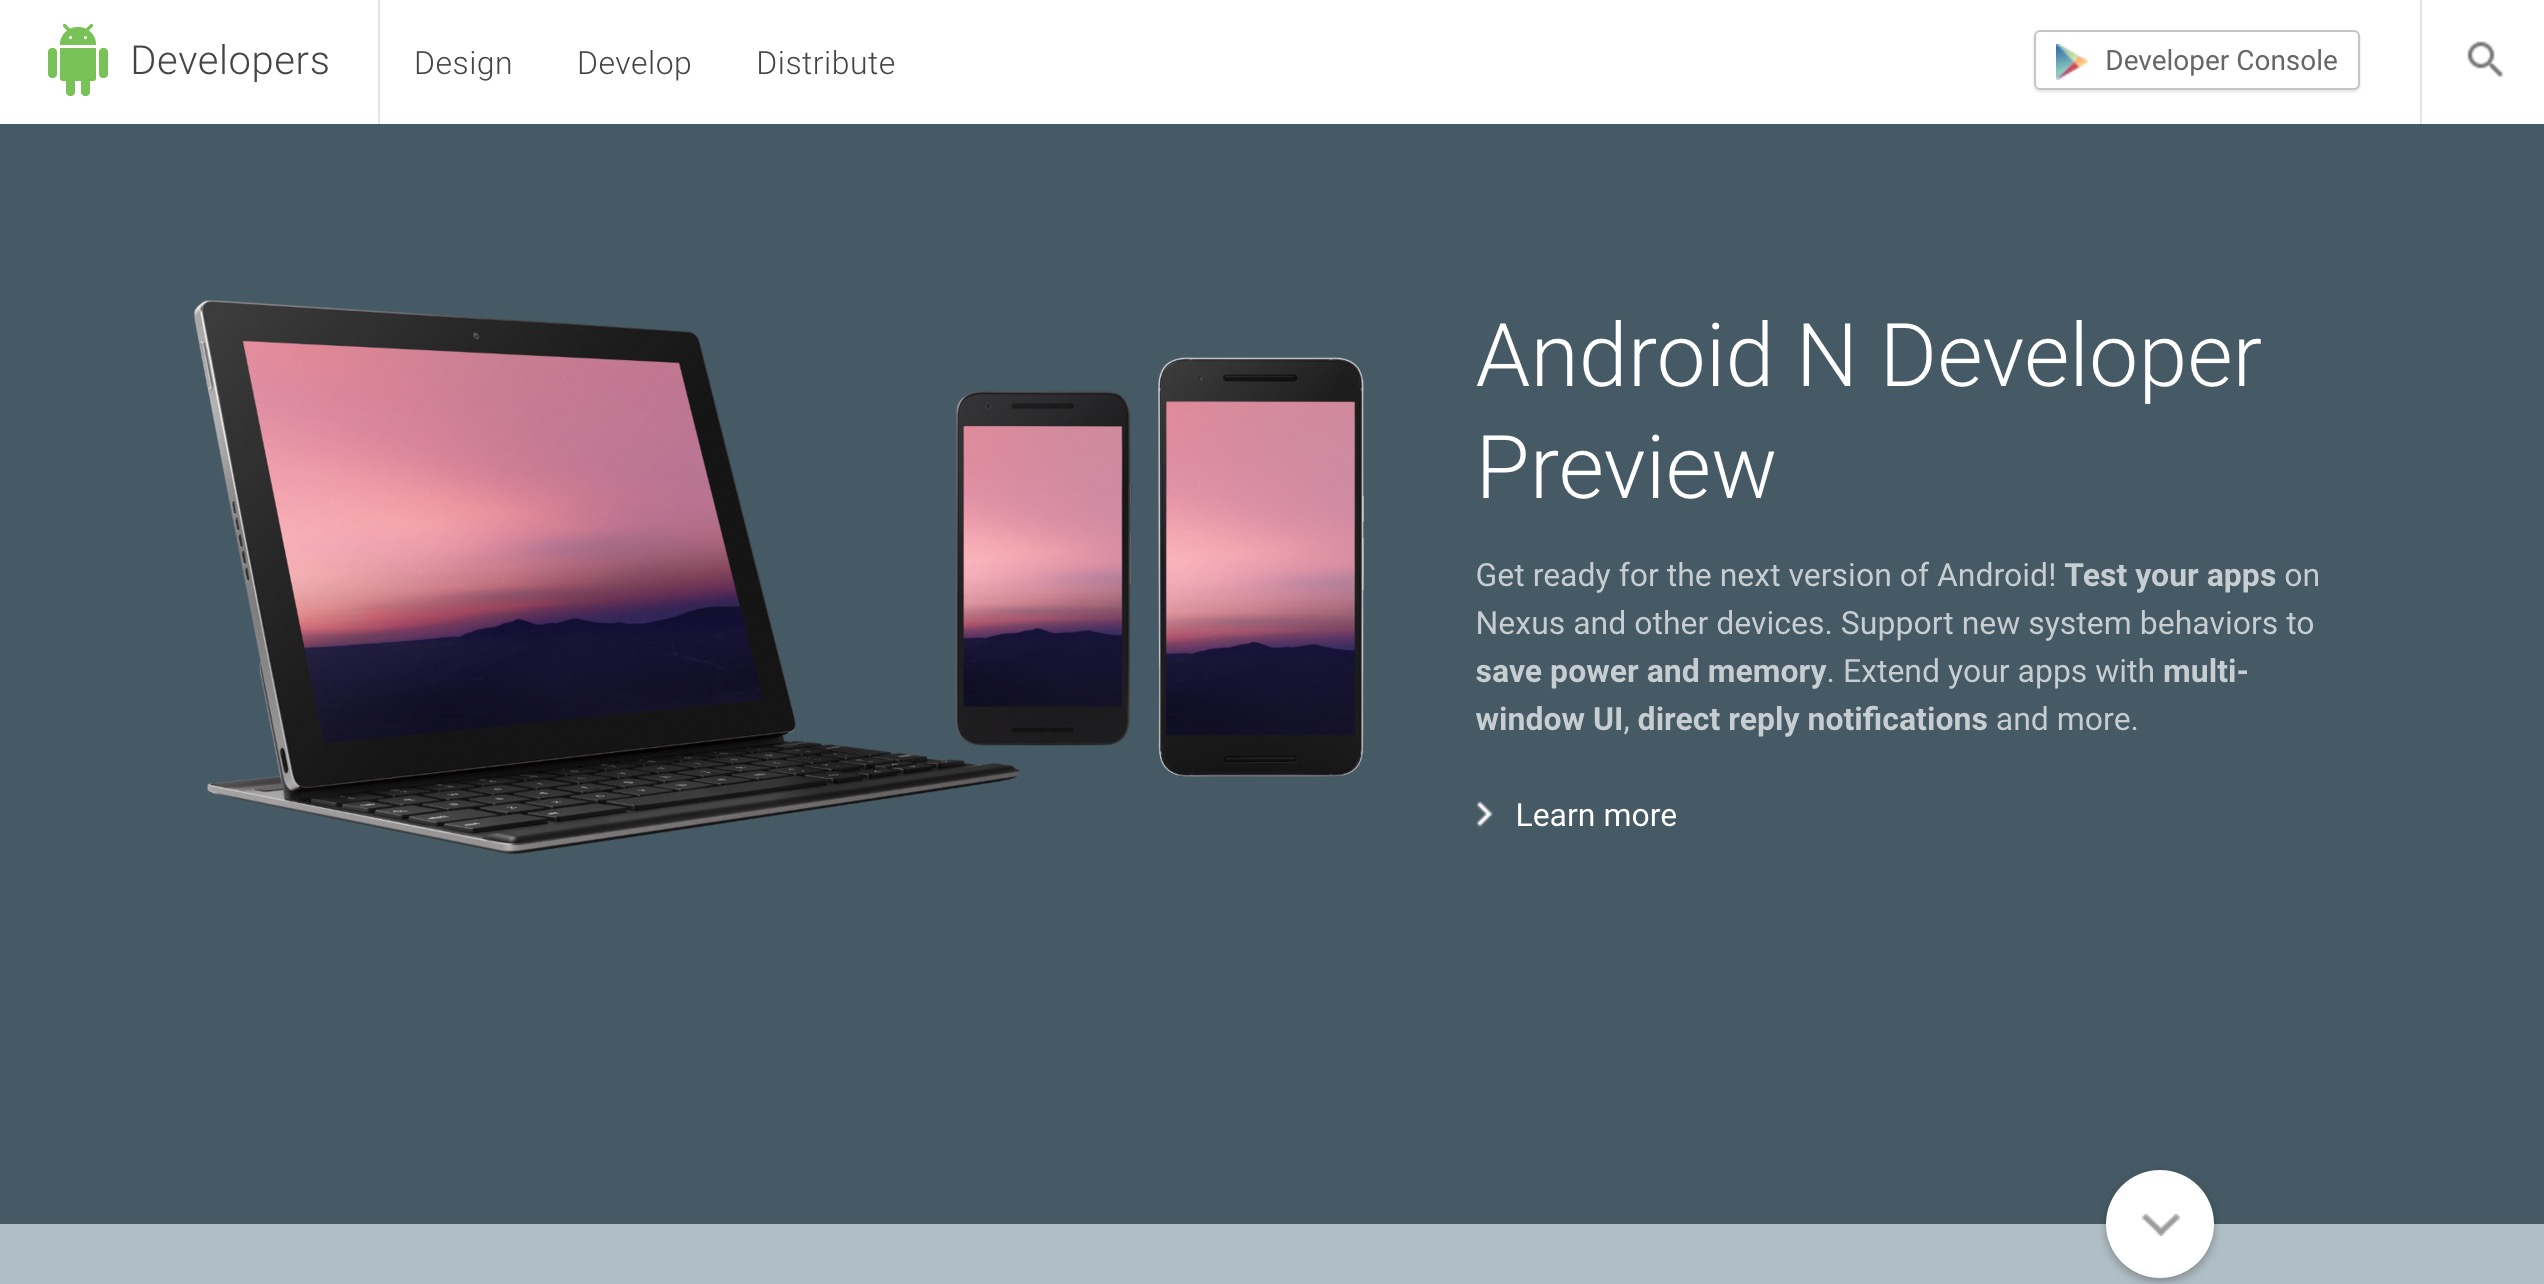 Developers
Design
Develop
Distribute
Developer Console
Android N Developer
Preview
Get ready for the next version of Android! Test your apps on
Nexus and other devices. Support new system behaviors to
save power and memory. Extend your apps with multi-
window UI, direct reply notifications and more.
Learn more